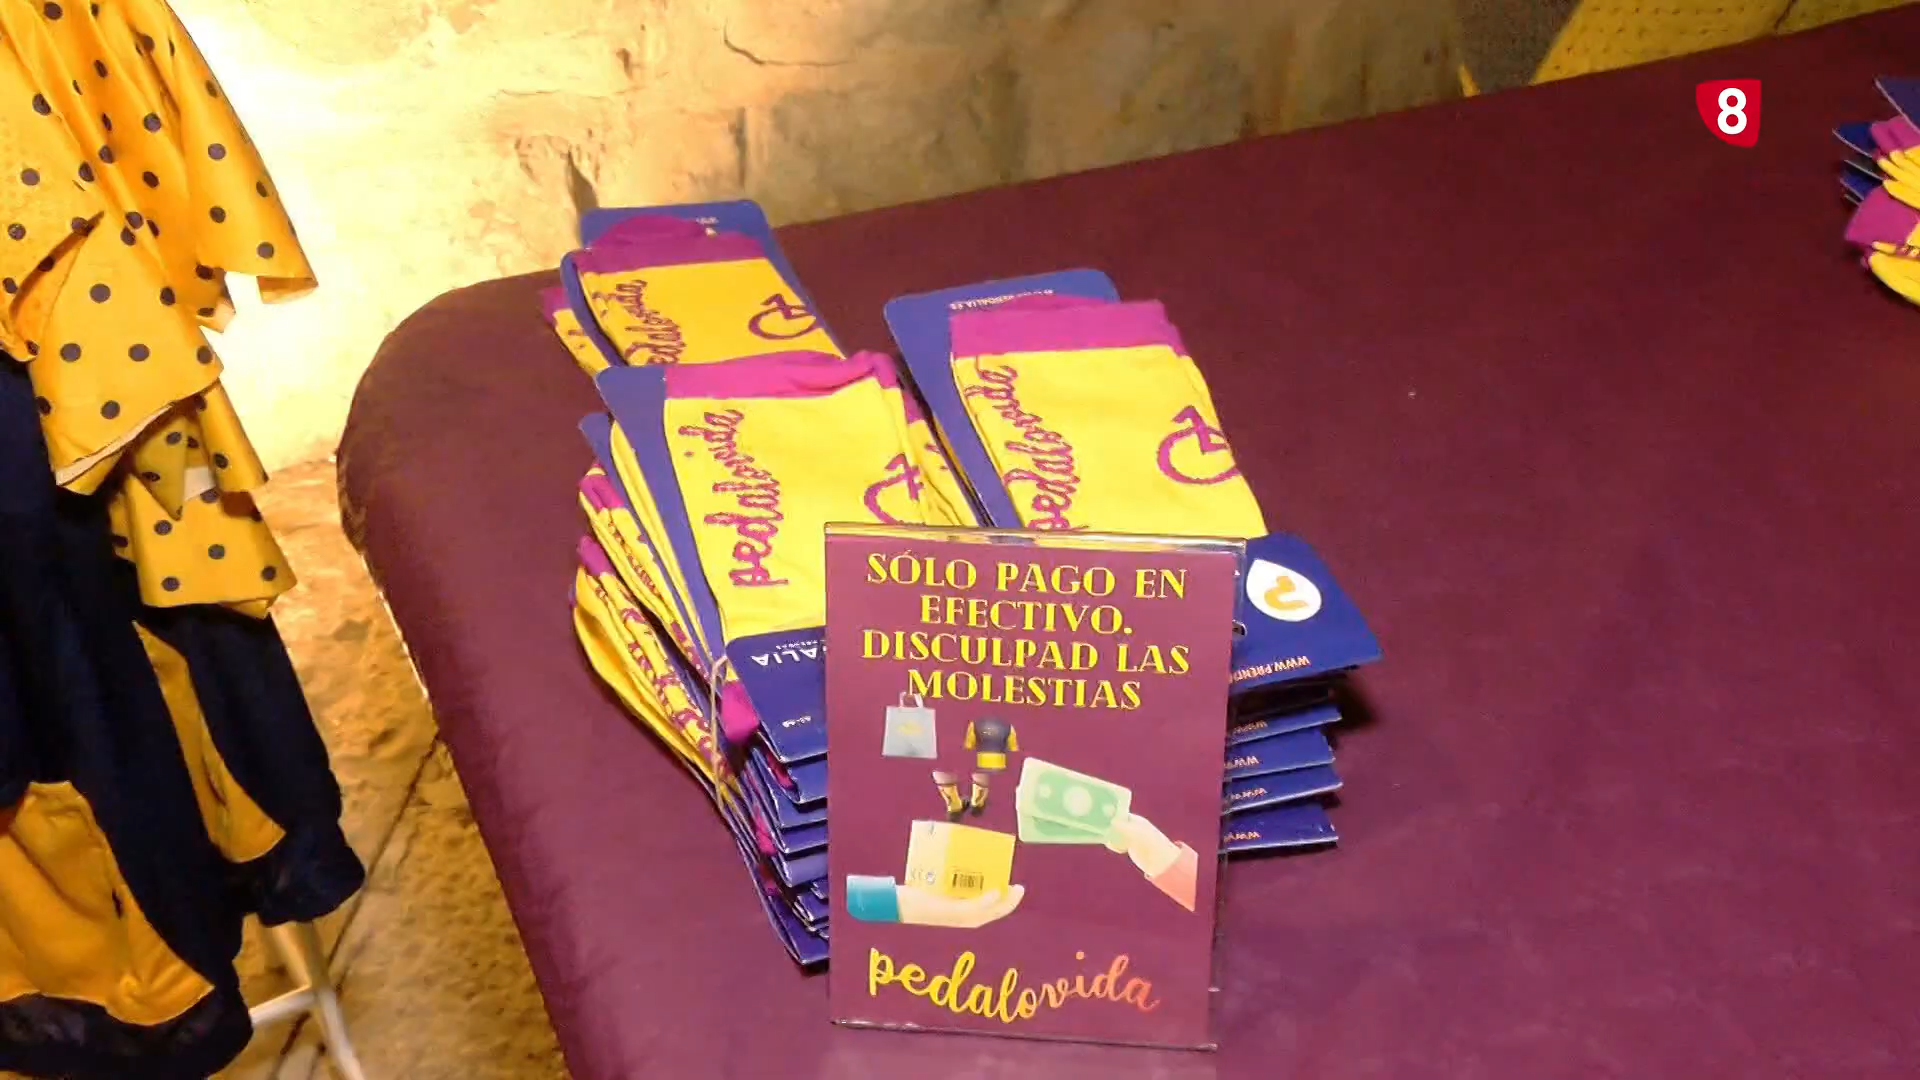 8
pedalovida
pedalovida
pedalovida
SÓLO PAGO EN
EFECTIVO.
DISCULPAD LAS
MOLESTIAS
pedalovida